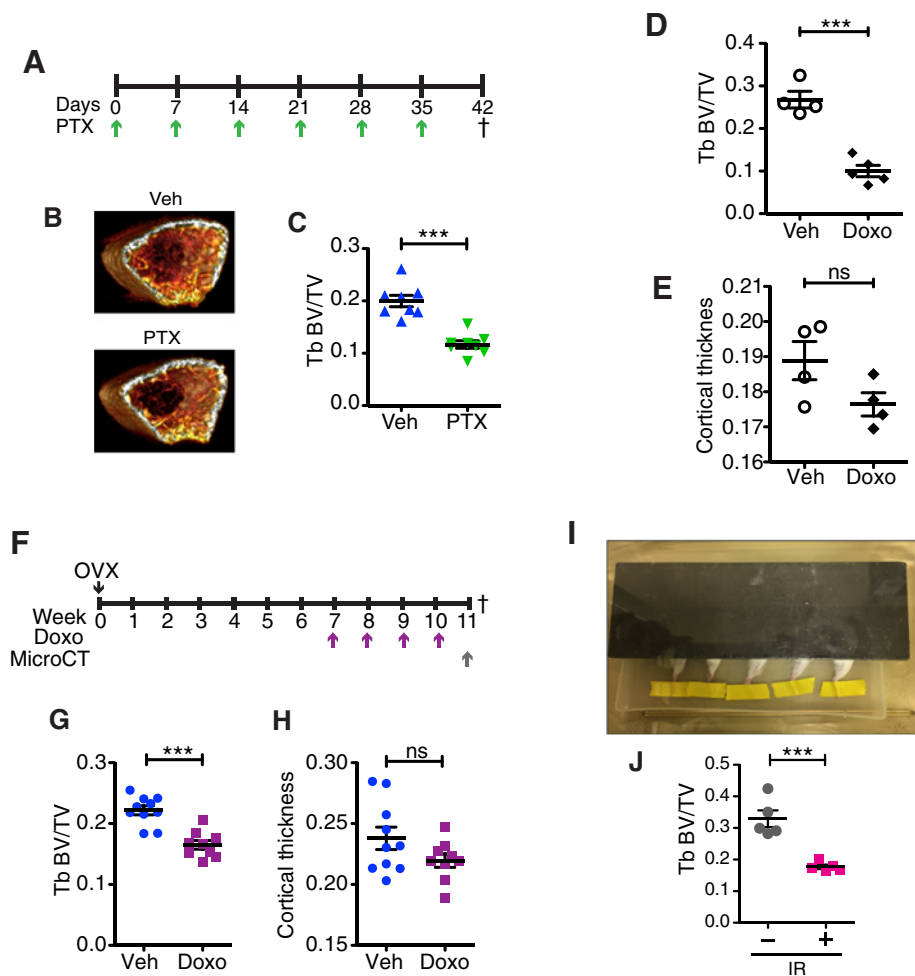 A
Days 0 7 14 21 28 35 42
PTX †
B
Veh
PTX
C
***
Tb BV/TV
0.3
0.2
0.1
0.0
Veh PTX
D
***
Tb BV/TV
0.4
0.3
0.2
0.1
0.0
Veh Doxo
E
ns
Cortical thicknes
0.21
0.20
0.19
0.18
0.17
0.16
Veh Doxo
F
OVX
†
Week 0 1 2 3 4 5 6 7 8 9 10 11
Doxo
MicroCT
G
***
Tb BV/TV
0.3
0.2
0.1
0.0
Veh Doxo
H
ns
Cortical thickness
0.30
0.25
0.20
0.15
Veh Doxo
I
J
***
Tb BV/TV
0.5
0.4
0.3
0.2
0.1
0.0
− +
IR